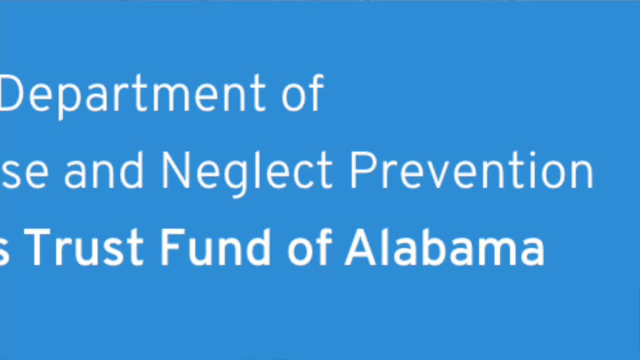 Department of
se and Neglect Prevention
s Trust Fund of Alabama